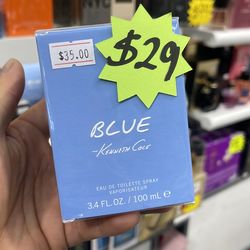 $35.00
$29
BLUE
-KENNETH COLE
EAU DE TOILETTE SPRAY
VAPORISATEUR
3.4 FL.OZ. / 100 mL e